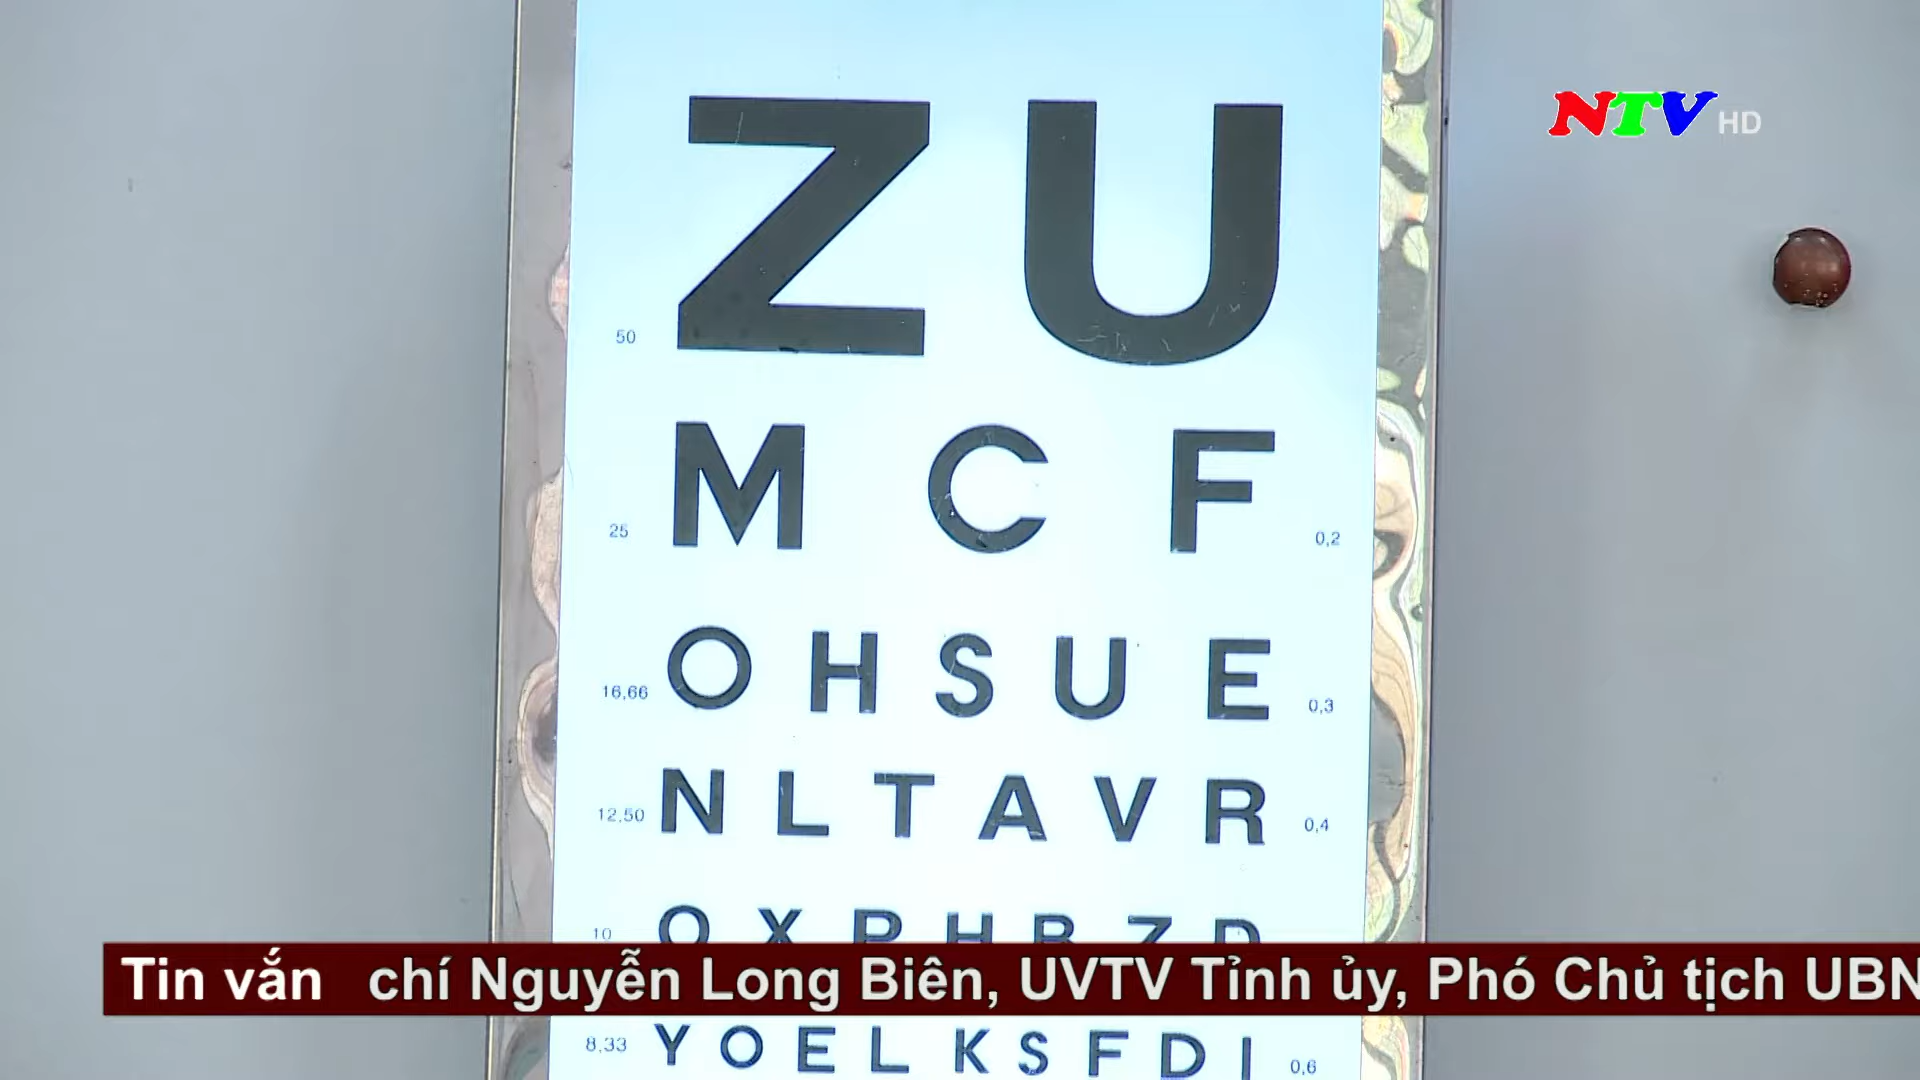 NTV HD
Z U
50
M C F
25 0,2
O H S U E
16,66 0,3
N L T A V R
12,50 0,4
10 X P H Z D
Tin vắn chí Nguyễn Long Biên, UVTV Tỉnh ủy, Phó Chủ tịch UBN
Y O E L K S F D I
8,33 0,6